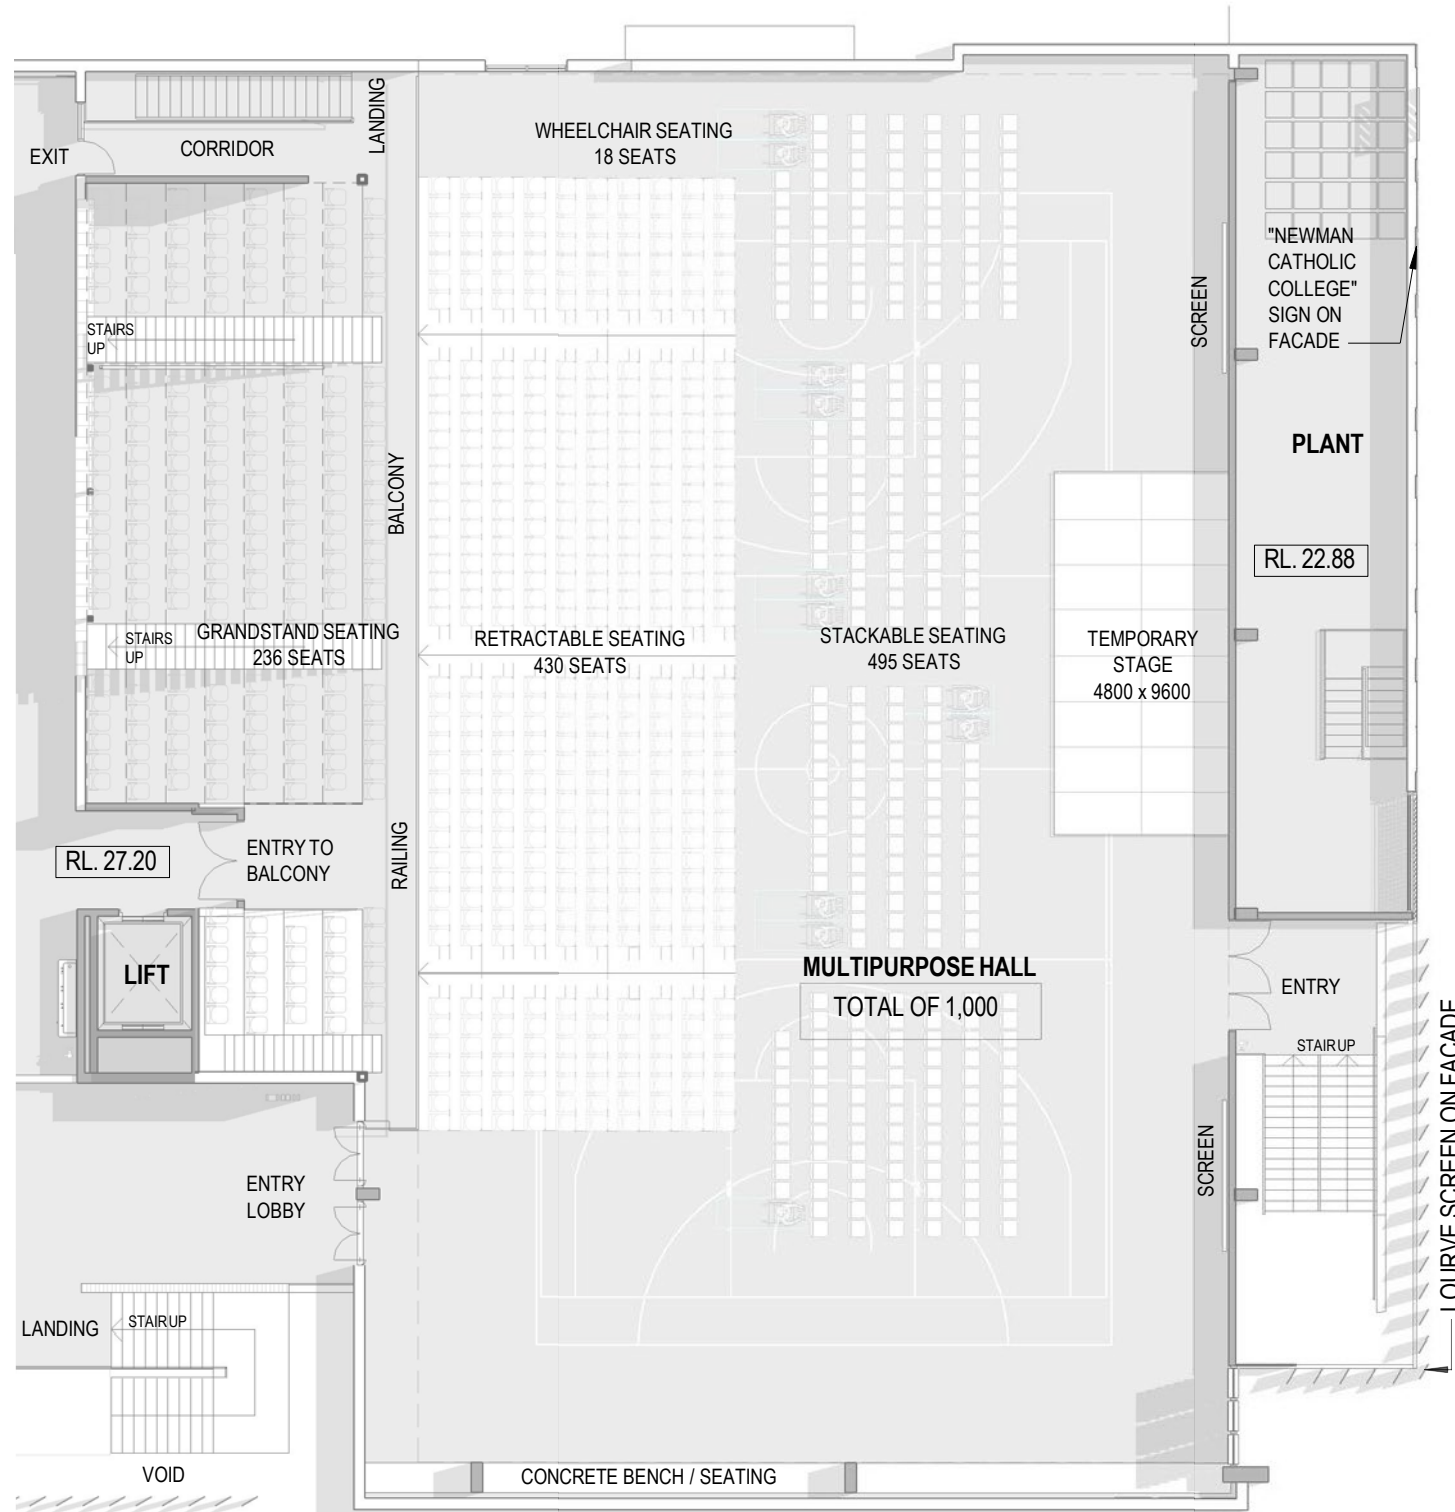 LANDING
WHEELCHAIR SEATING
18 SEATS
EXIT
CORRIDOR
"NEWMAN
CATHOLIC
COLLEGE"
SIGN ON
FACADE
SCREEN
STAIRS
UP
PLANT
BALCONY
RL. 22.88
GRANDSTAND SEATING
236 SEATS
STAIRS
UP
RETRACTABLE SEATING
430 SEATS
STACKABLE SEATING
495 SEATS
TEMPORARY
STAGE
4800 x 9600
RL. 27.20
ENTRY TO
BALCONY
RAILING
LIFT
MULTIPURPOSE HALL
TOTAL OF 1,000
ENTRY
STAIR UP
LOURVE SCREEN ON FACADE
SCREEN
ENTRY
LOBBY
LANDING
STAIR UP
VOID
CONCRETE BENCH / SEATING